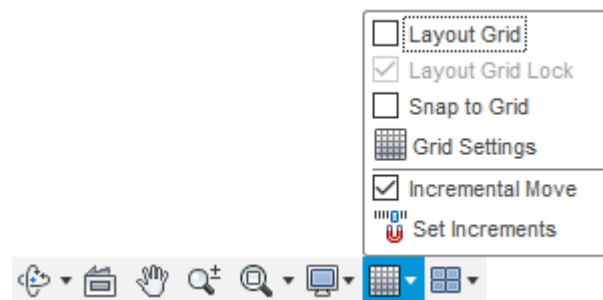 Layout Grid
Layout Grid Lock
Snap to Grid
Grid Settings
Incremental Move
Set Increments